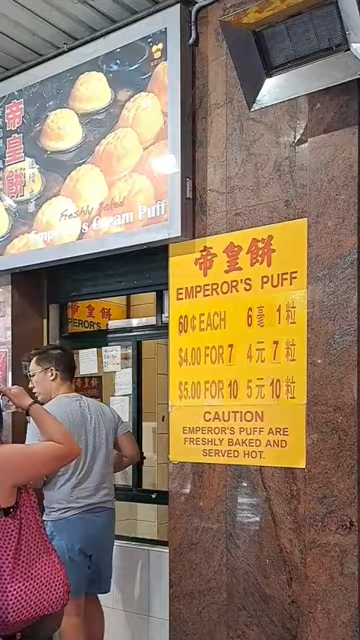 帝皇餅
Freshly Baked
Emperor's Cream Puff
帝皇餅
EMPEROR'S
帝皇餅
EMPEROR'S PUFF
60¢ EACH 6毫 1粒
$4.00 FOR 7 4元 7粒
$5.00 FOR 10 5元 10粒
CAUTION
EMPEROR'S PUFF ARE
FRESHLY BAKED AND
SERVED HOT.